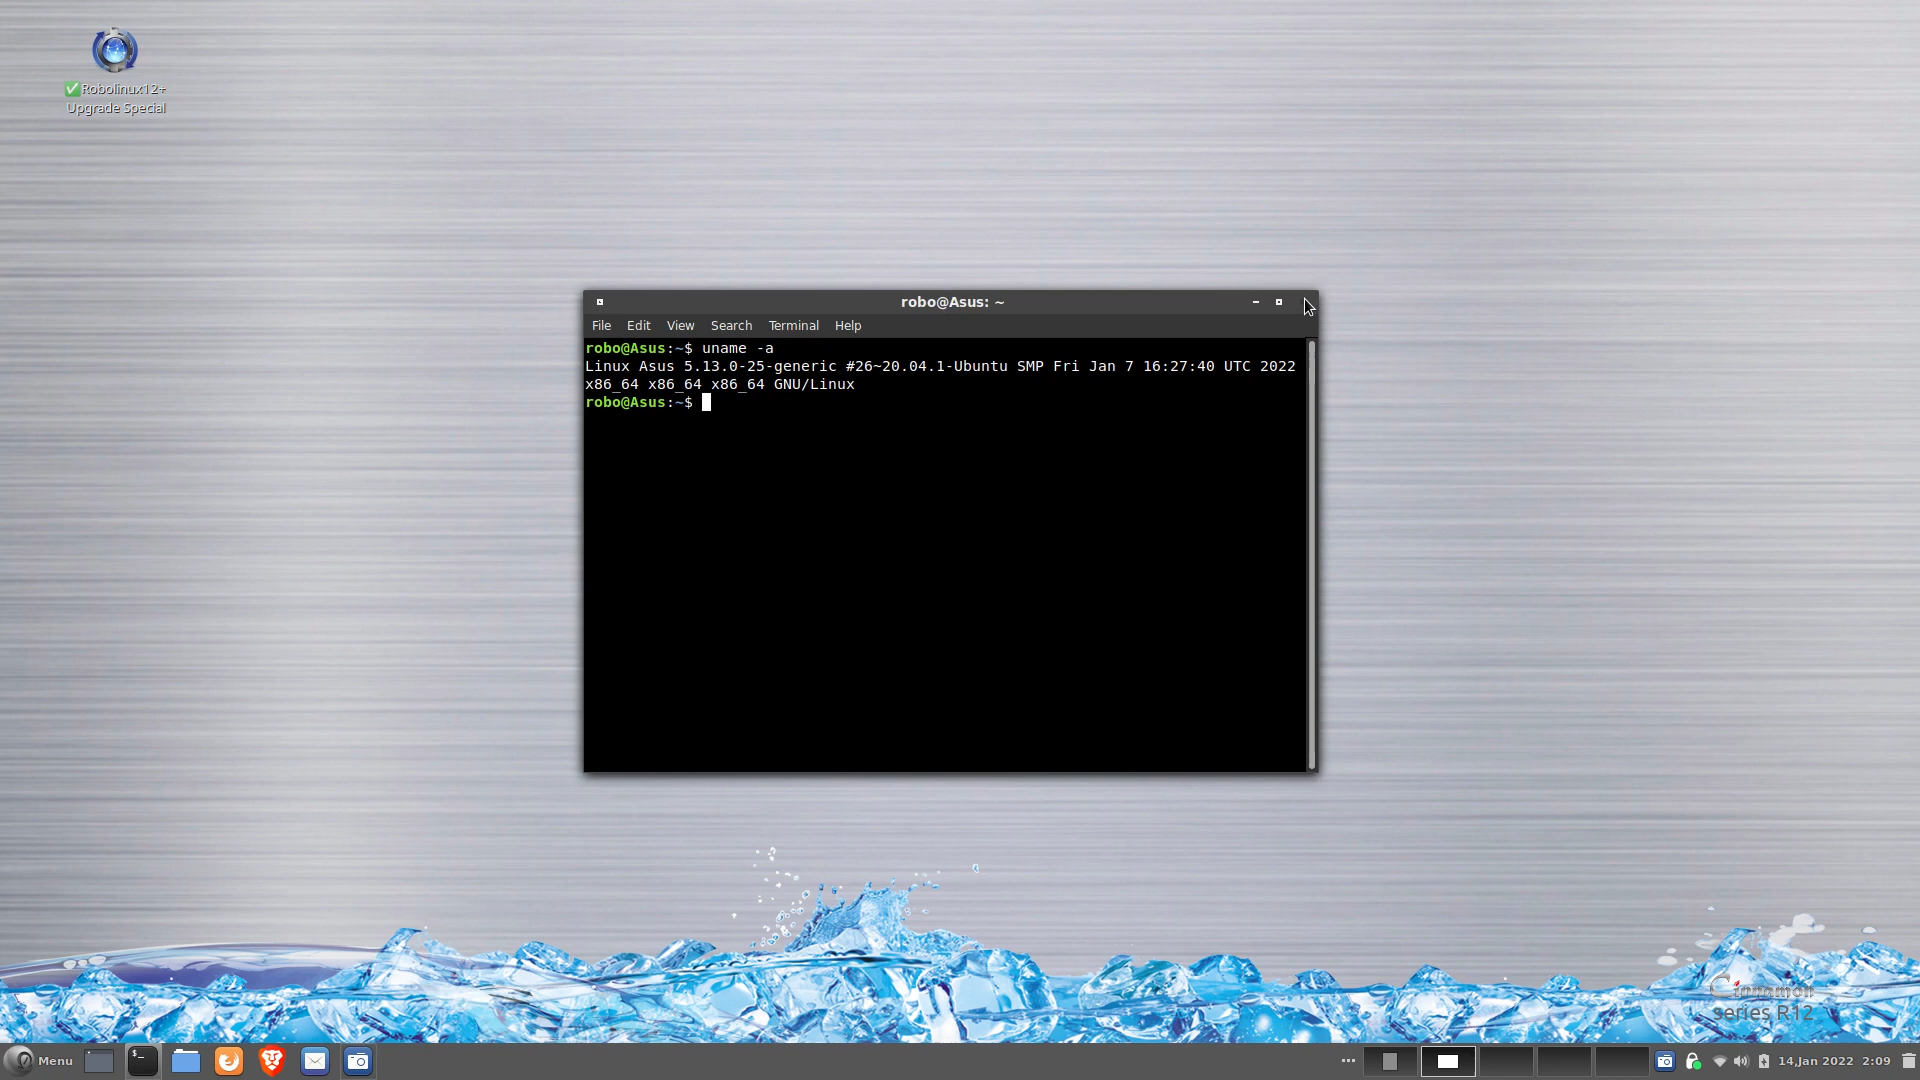 ✅Robolinux12+
Upgrade Special
robo@Asus: ~
File Edit View Search Terminal Help
robo@Asus:~$ uname -a
Linux Asus 5.13.0-25-generic #26~20.04.1-Ubuntu SMP Fri Jan 7 16:27:40 UTC 2022
x86_64 x86_64 x86_64 GNU/Linux
robo@Asus:~$
Cinnamon
series R12
Menu
$_
14,Jan 2022 2:09